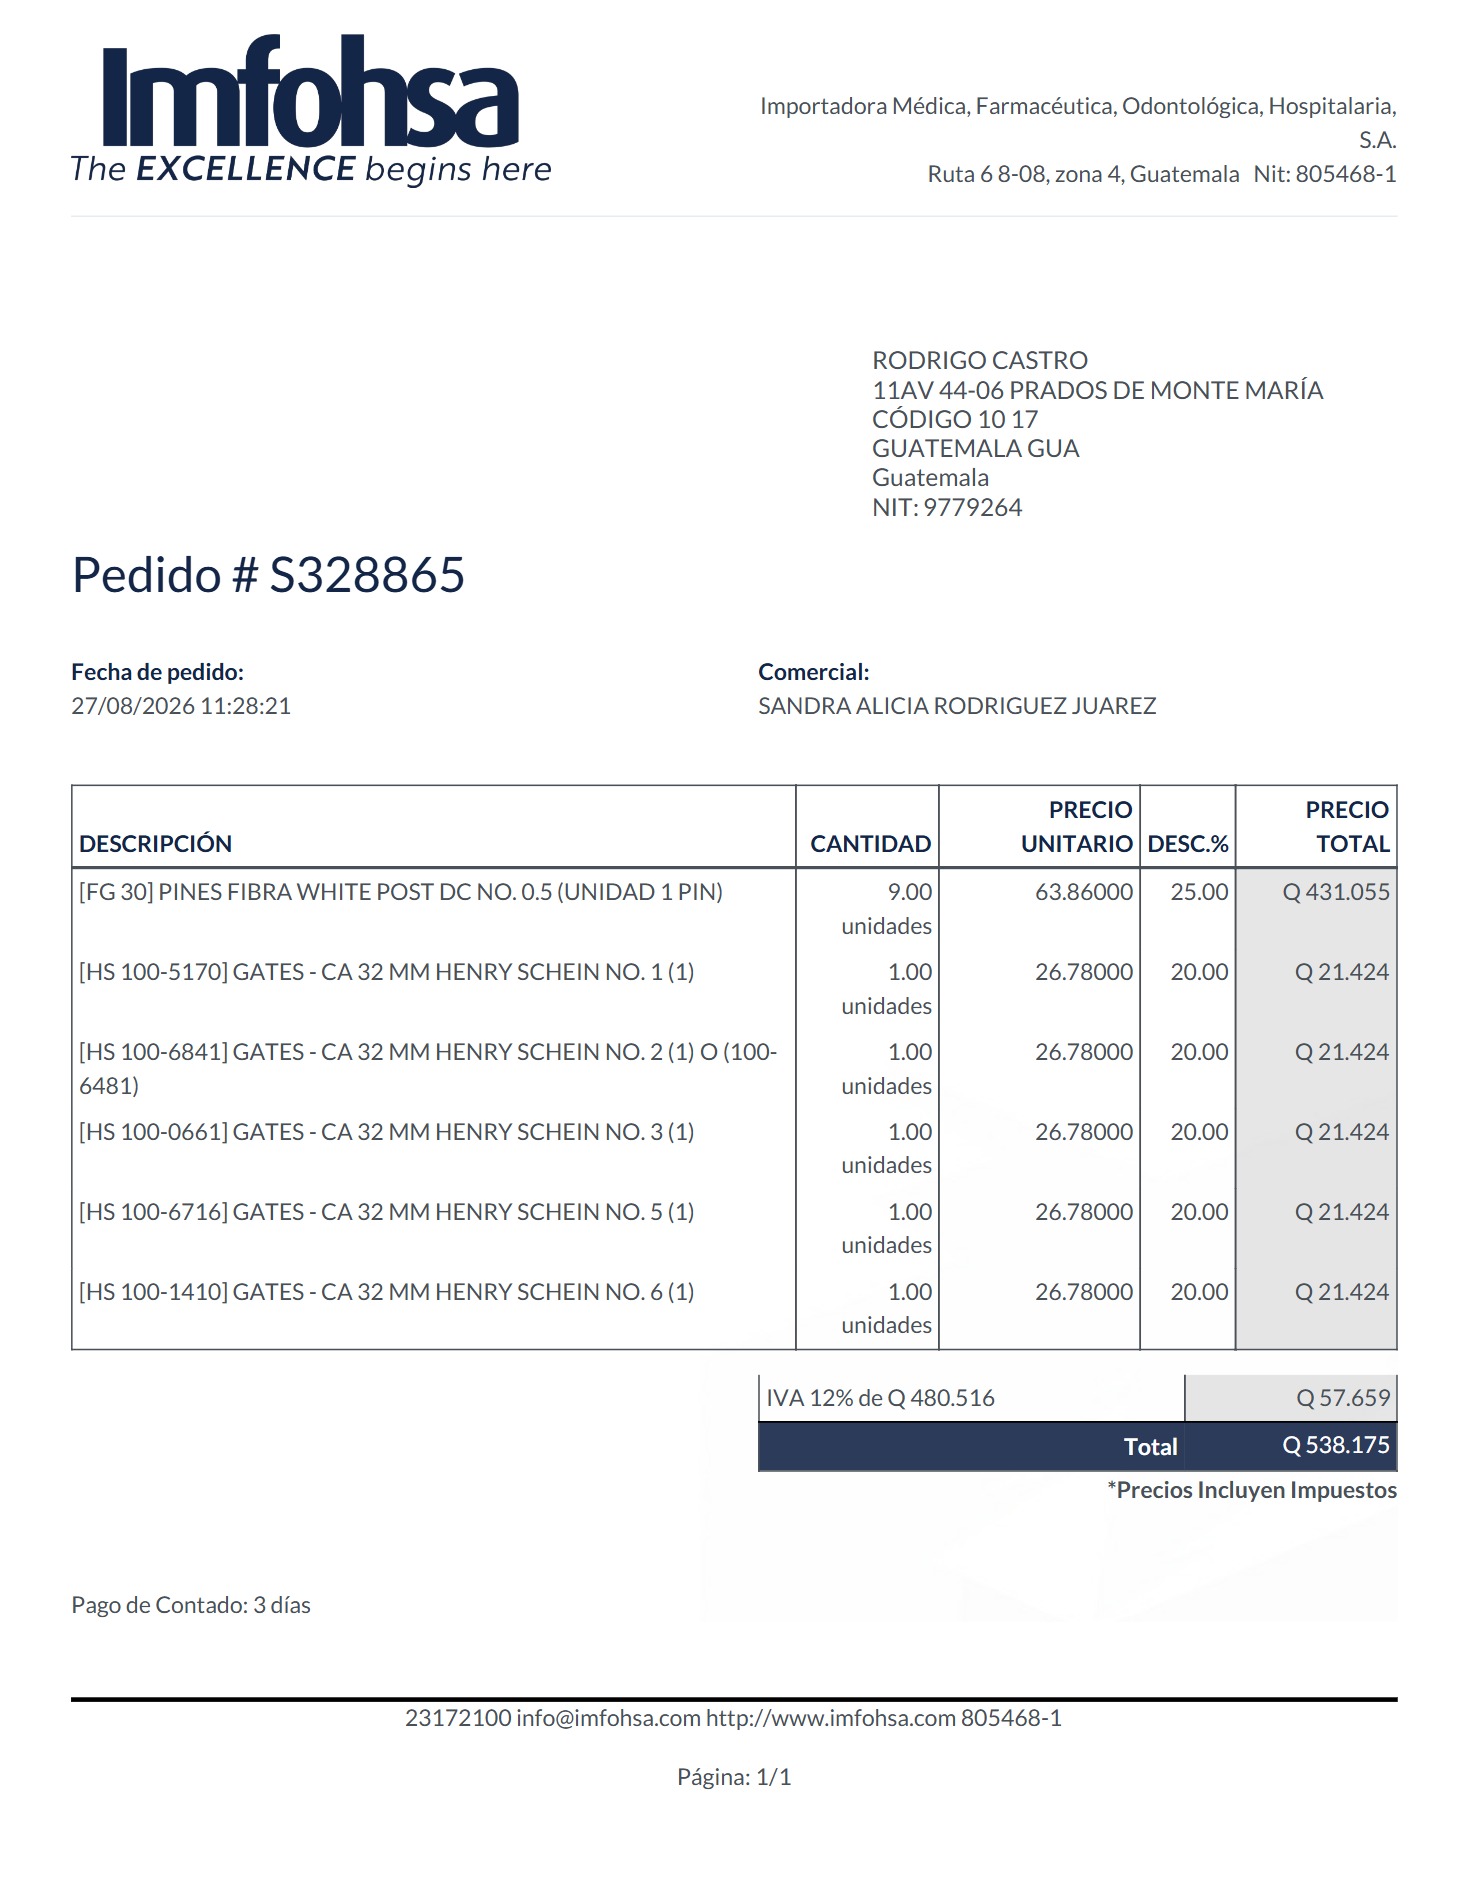 Imfohsa
The EXCELLENCE begins here
Importadora Médica, Farmacéutica, Odontológica, Hospitalaria,
S.A.
Ruta 6 8-08, zona 4, Guatemala Nit: 805468-1
RODRIGO CASTRO
11AV 44-06 PRADOS DE MONTE MARÍA
CÓDIGO 10 17
GUATEMALA GUA
Guatemala
NIT: 9779264
Pedido # S328865
Fecha de pedido: Comercial:
27/08/2026 11:28:21 SANDRA ALICIA RODRIGUEZ JUAREZ
PRECIO PRECIO
DESCRIPCIÓN CANTIDAD UNITARIO DESC.% TOTAL
[FG 30] PINES FIBRA WHITE POST DC NO. 0.5 (UNIDAD 1 PIN) 9.00 63.86000 25.00 Q 431.055
unidades
[HS 100-5170] GATES - CA 32 MM HENRY SCHEIN NO. 1 (1) 1.00 26.78000 20.00 Q 21.424
unidades
[HS 100-6841] GATES - CA 32 MM HENRY SCHEIN NO. 2 (1) O (100- 1.00 26.78000 20.00 Q 21.424
6481) unidades
[HS 100-0661] GATES - CA 32 MM HENRY SCHEIN NO. 3 (1) 1.00 26.78000 20.00 Q 21.424
unidades
[HS 100-6716] GATES - CA 32 MM HENRY SCHEIN NO. 5 (1) 1.00 26.78000 20.00 Q 21.424
unidades
[HS 100-1410] GATES - CA 32 MM HENRY SCHEIN NO. 6 (1) 1.00 26.78000 20.00 Q 21.424
unidades
IVA 12% de Q 480.516 Q 57.659
Total Q 538.175
*Precios Incluyen Impuestos
Pago de Contado: 3 días
23172100 info@imfohsa.com http://www.imfohsa.com 805468-1
Página: 1/1